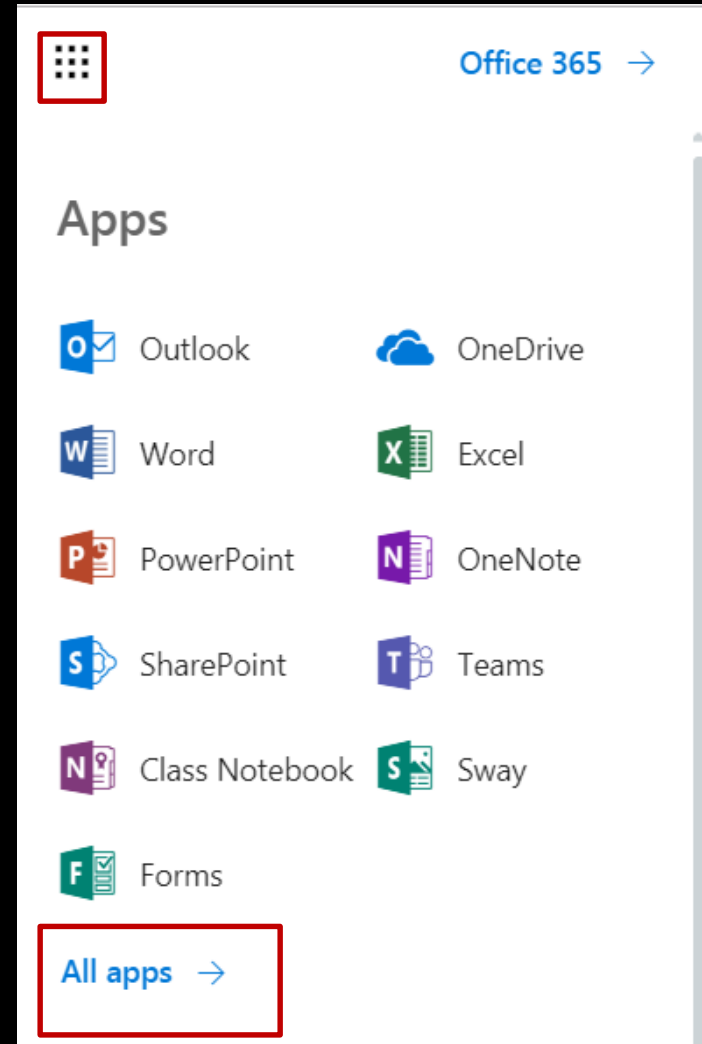 Office 365 →
Apps
Outlook OneDrive
Word Excel
PowerPoint OneNote
SharePoint Teams
Class Notebook Sway
Forms
All apps →